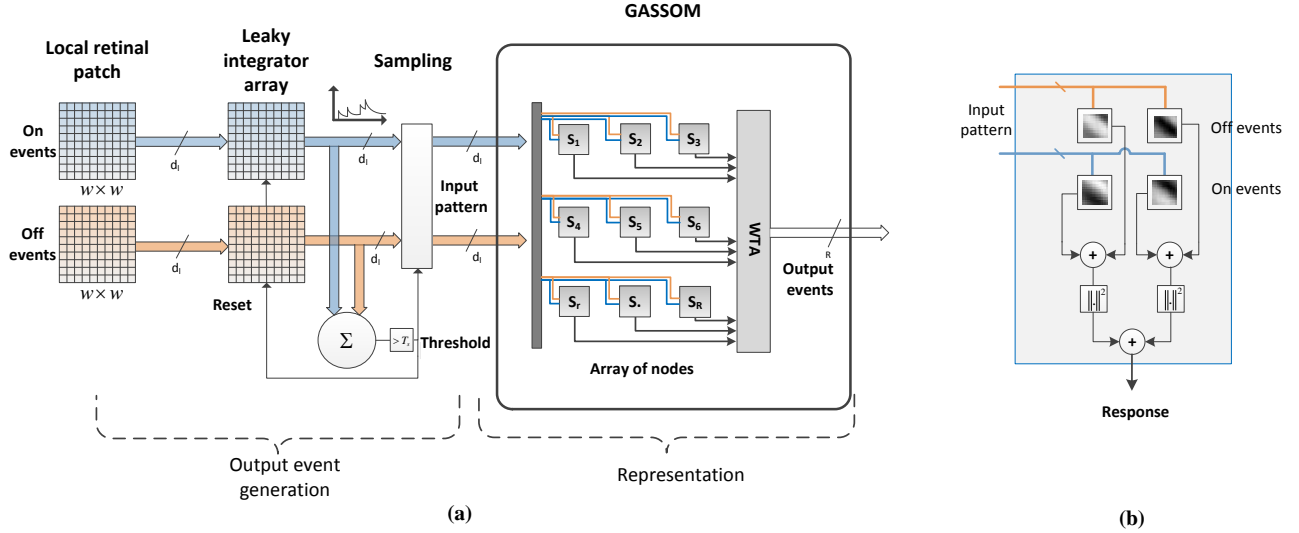 GASSOM
Local retinal
patch
Leaky
integrator
array
Sampling
On
events
d_I
d_I
d_I
w × w
Input
pattern
Off
events
d_I
d_I
d_I
w × w
Reset
Σ
> T_s
Threshold
S_1
S_2
S_3
S_4
S_5
S_6
S_r
S.
S_R
WTA
R
Output
events
Array of nodes
Output event
generation
Representation
(a)
Input
pattern
Off events
On events
+
+
‖.‖²
‖.‖²
+
Response
(b)